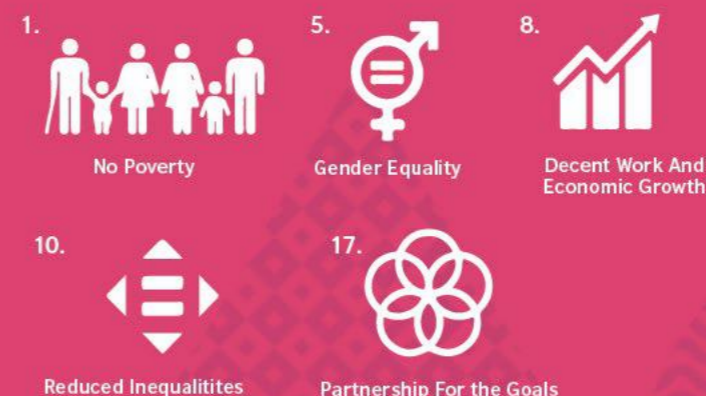 1.
No Poverty
5.
Gender Equality
8.
Decent Work And
Economic Growth
10.
Reduced Inequalitites
17.
Partnership For the Goals